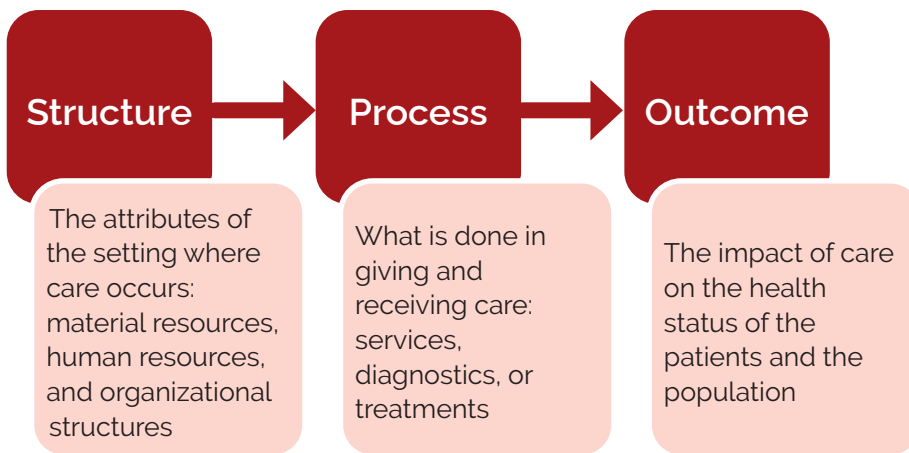 Structure
Process
Outcome
The attributes of
the setting where
care occurs:
material resources,
human resources,
and organizational
structures
What is done in
giving and
receiving care:
services,
diagnostics, or
treatments
The impact of care
on the health
status of the
patients and the
population